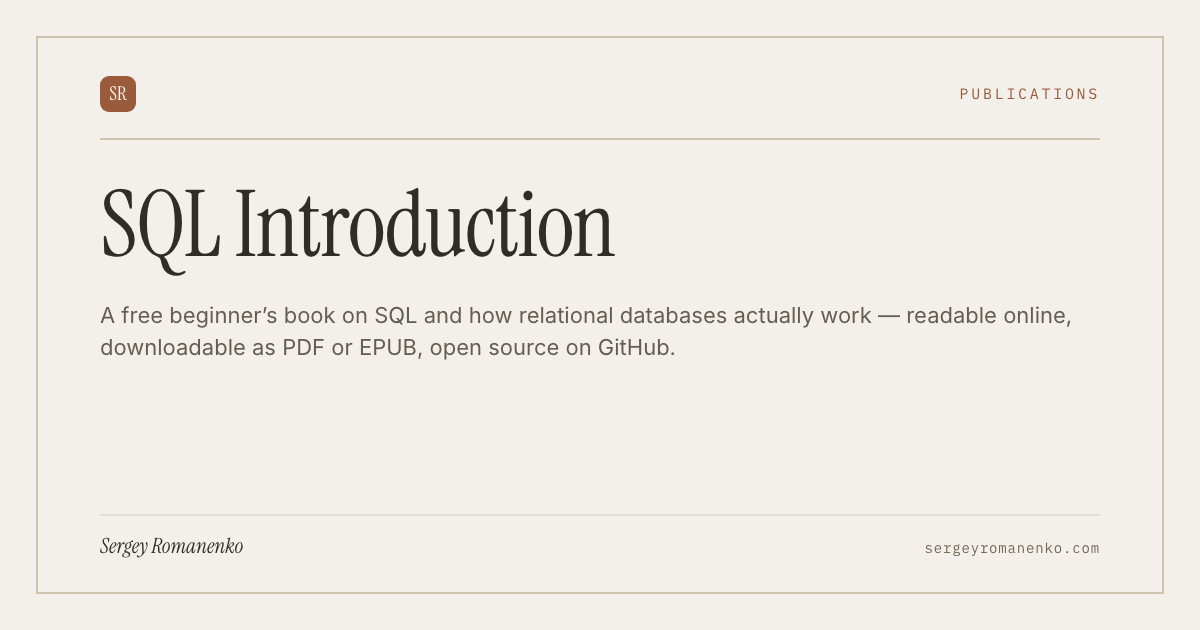 SR
PUBLICATIONS
SQL Introduction
A free beginner’s book on SQL and how relational databases actually work — readable online,
downloadable as PDF or EPUB, open source on GitHub.
Sergey Romanenko
sergeyromanenko.com